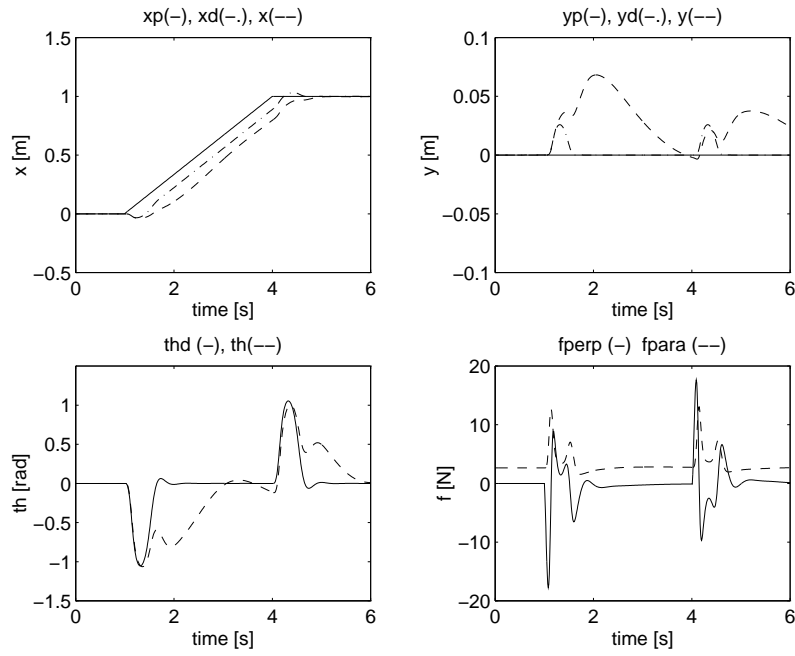 xp(−), xd(−.), x(−−)
1.5
1
0.5
0
−0.5
0 2 4 6
x [m]
time [s]
yp(−), yd(−.), y(−−)
0.1
0.05
0
−0.05
−0.1
0 2 4 6
y [m]
time [s]
thd (−), th(−−)
1
0.5
0
−0.5
−1
−1.5
0 2 4 6
th [rad]
time [s]
fperp (−)  fpara (−−)
20
10
0
−10
−20
0 2 4 6
f [N]
time [s]